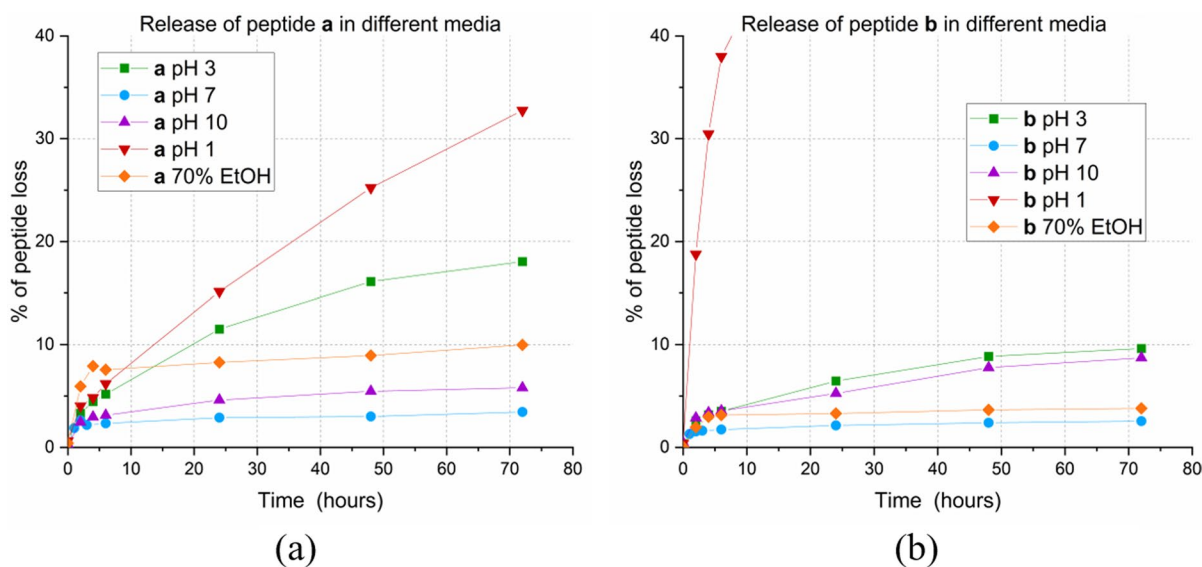 Release of peptide a in different media
40
30
20
10
0
% of peptide loss
a pH 3
a pH 7
a pH 10
a pH 1
a 70% EtOH
0 10 20 30 40 50 60 70 80
Time (hours)
(a)
Release of peptide b in different media
40
30
20
10
0
% of peptide loss
b pH 3
b pH 7
b pH 10
b pH 1
b 70% EtOH
0 10 20 30 40 50 60 70 80
Time (hours)
(b)